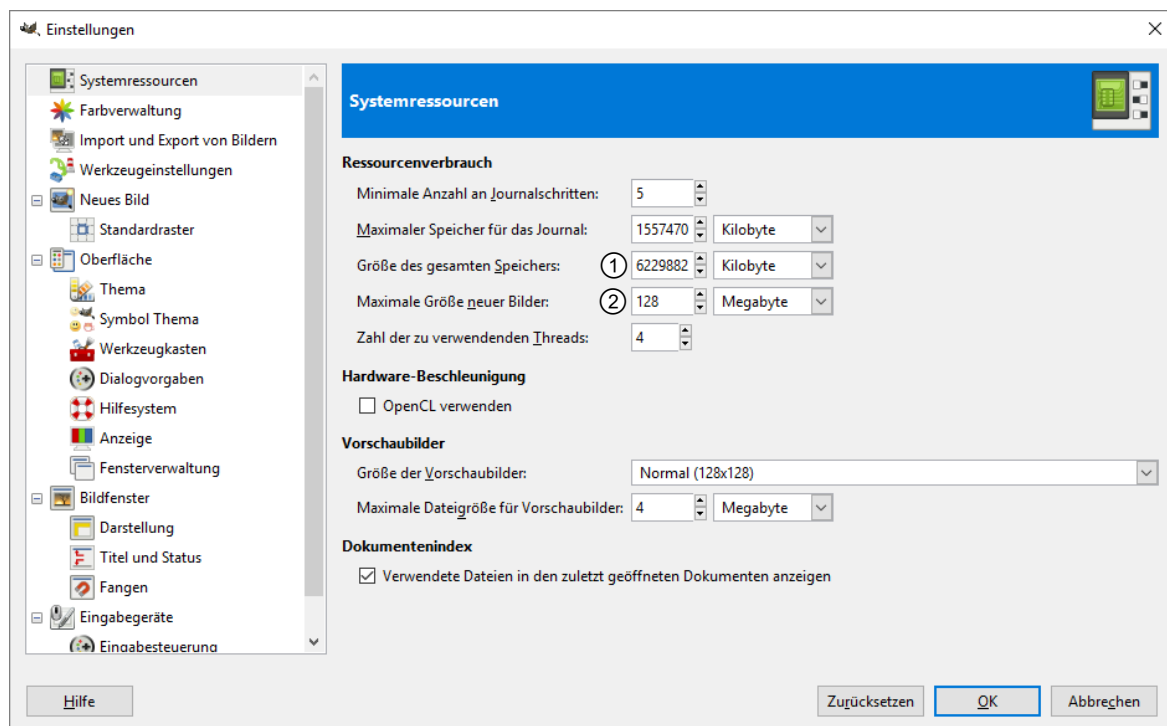 Einstellungen
Systemressourcen
Farbverwaltung
Import und Export von Bildern
Werkzeugeinstellungen
Neues Bild
Standardraster
Oberfläche
Thema
Symbol Thema
Werkzeugkasten
Dialogvorgaben
Hilfesystem
Anzeige
Fensterverwaltung
Bildfenster
Darstellung
Titel und Status
Fangen
Eingabegeräte
Eingabesteuerung
Systemressourcen
Ressourcenverbrauch
Minimale Anzahl an Journalschritten: 5
Maximaler Speicher für das Journal: 1557470 Kilobyte
Größe des gesamten Speichers: ① 6229882 Kilobyte
Maximale Größe neuer Bilder: ② 128 Megabyte
Zahl der zu verwendenden Threads: 4
Hardware-Beschleunigung
OpenCL verwenden
Vorschaubilder
Größe der Vorschaubilder: Normal (128x128)
Maximale Dateigröße für Vorschaubilder: 4 Megabyte
Dokumentenindex
Verwendete Dateien in den zuletzt geöffneten Dokumenten anzeigen
Hilfe Zurücksetzen OK Abbrechen